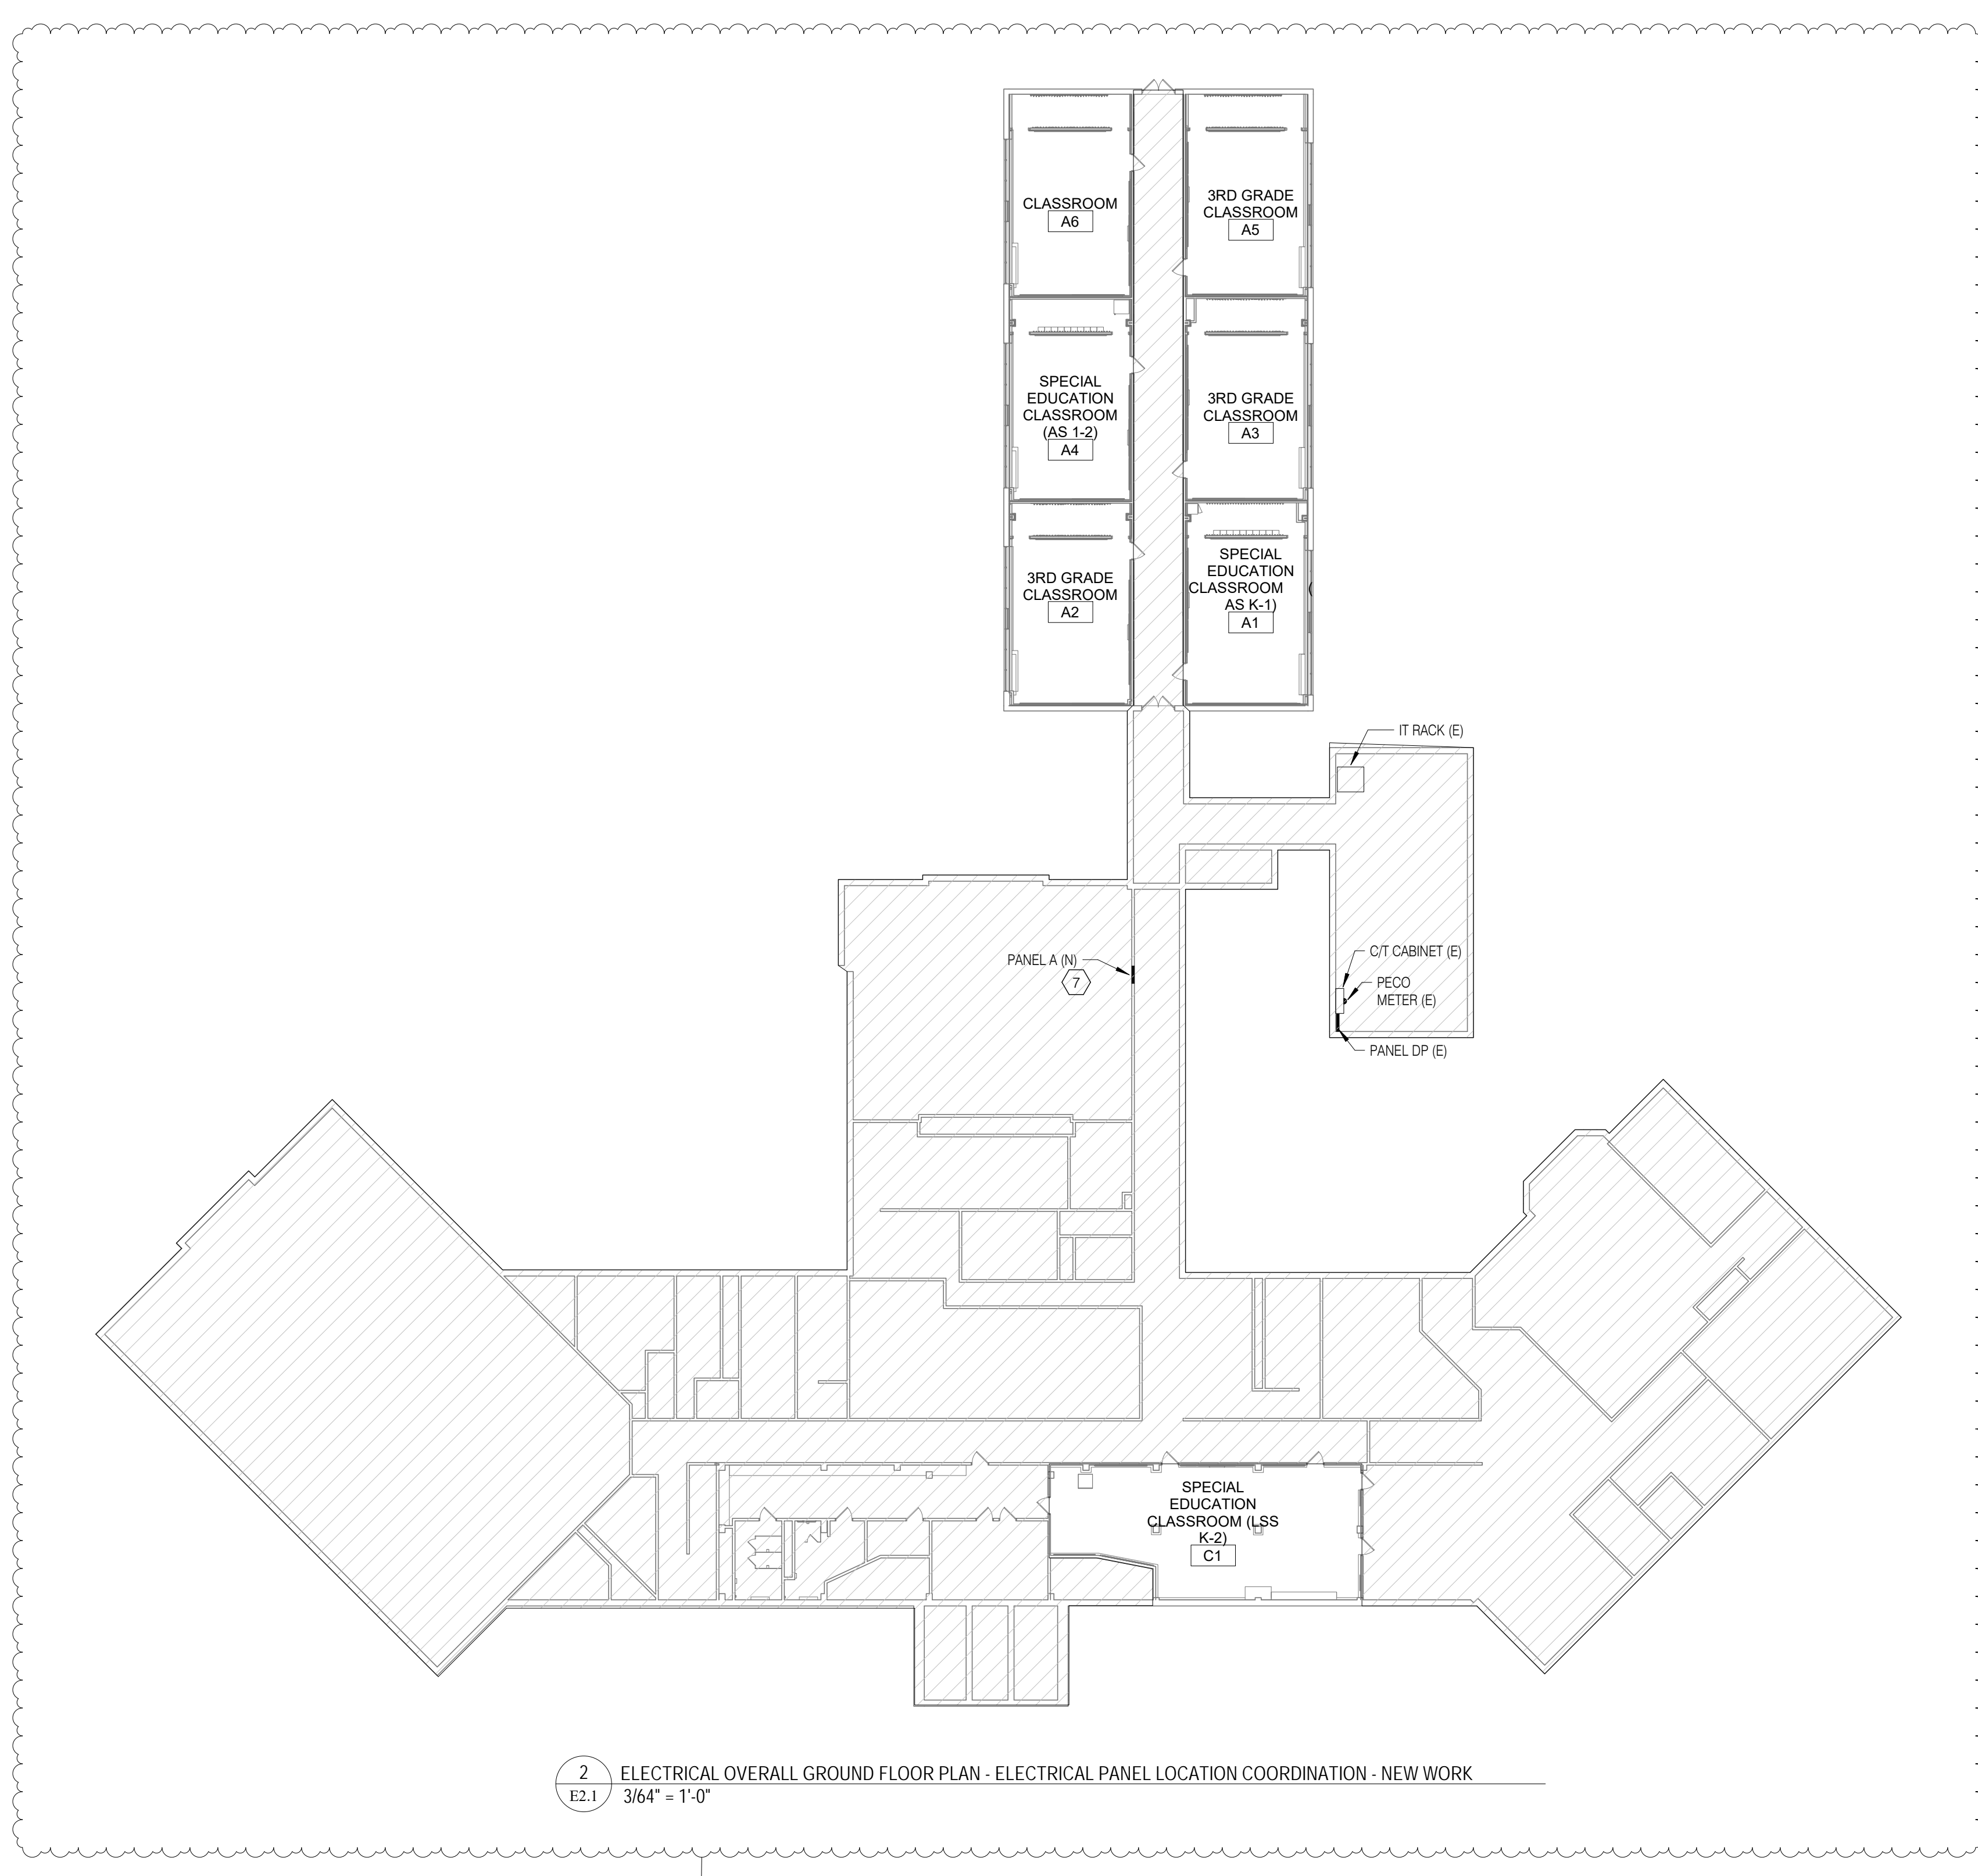 CLASSROOM
A6
3RD GRADE
CLASSROOM
A5
SPECIAL
EDUCATION
CLASSROOM
(AS 1-2)
A4
3RD GRADE
CLASSROOM
A3
3RD GRADE
CLASSROOM
A2
SPECIAL
EDUCATION
CLASSROOM (
AS K-1)
A1
IT RACK (E)
PANEL A (N)
7
C/T CABINET (E)
PECO
METER (E)
PANEL DP (E)
SPECIAL
EDUCATION
CLASSROOM (LSS
K-2)
C1
2
E2.1
ELECTRICAL OVERALL GROUND FLOOR PLAN - ELECTRICAL PANEL LOCATION COORDINATION - NEW WORK
3/64" = 1'-0"